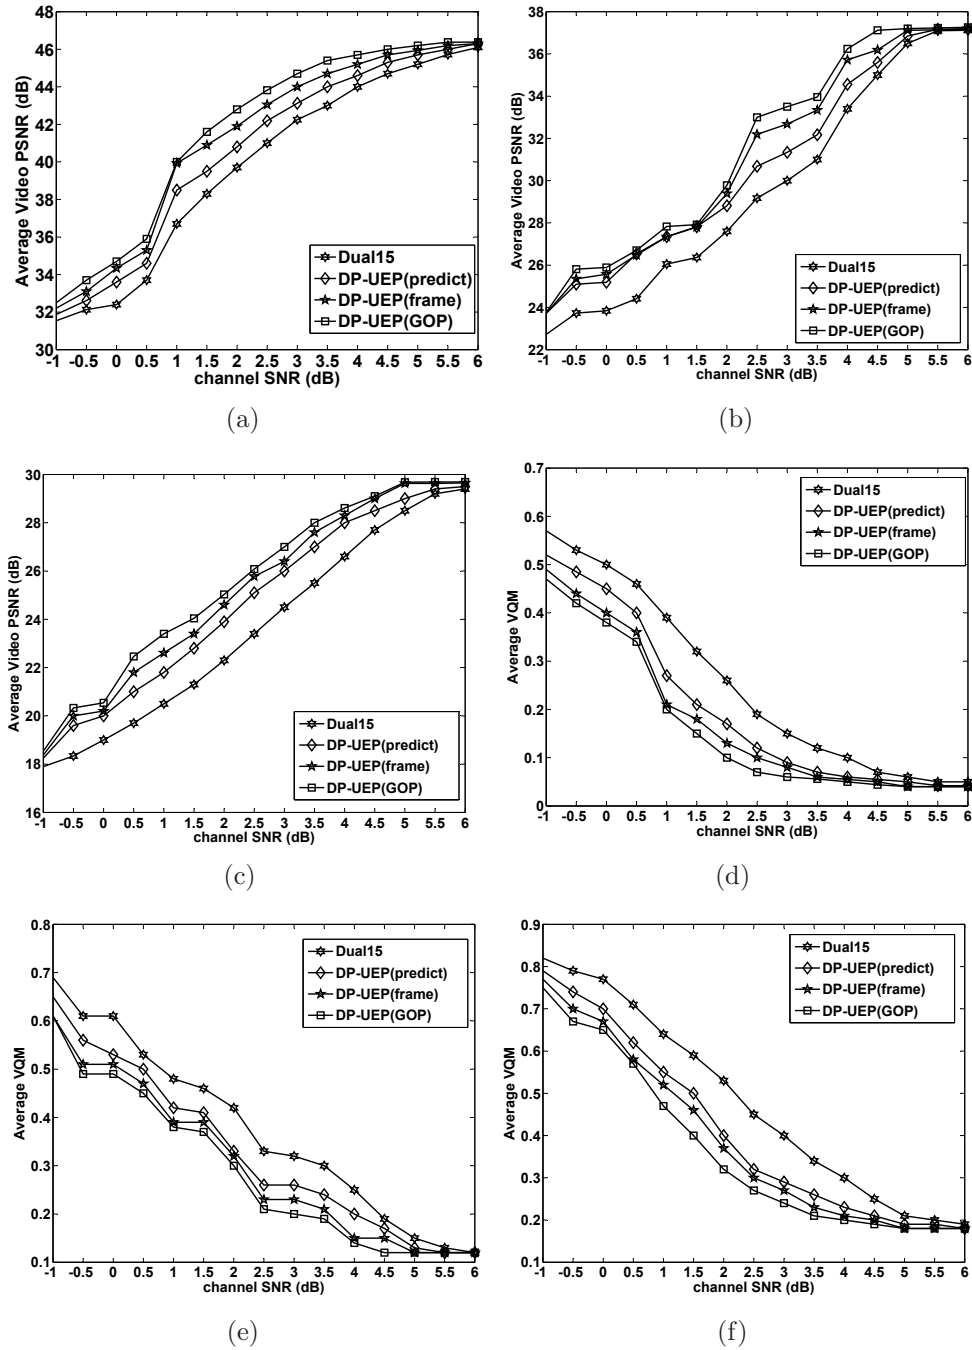 48
46
44
42
40
38
36
34
32
30
Average Video PSNR (dB)
Dual15
DP-UEP(predict)
DP-UEP(frame)
DP-UEP(GOP)
-1 -0.5 0 0.5 1 1.5 2 2.5 3 3.5 4 4.5 5 5.5 6
channel SNR (dB)
(a)
38
36
34
32
30
28
26
24
22
Average Video PSNR (dB)
Dual15
DP-UEP(predict)
DP-UEP(frame)
DP-UEP(GOP)
-1 -0.5 0 0.5 1 1.5 2 2.5 3 3.5 4 4.5 5 5.5 6
channel SNR (dB)
(b)
30
28
26
24
22
20
18
16
Average Video PSNR (dB)
Dual15
DP-UEP(predict)
DP-UEP(frame)
DP-UEP(GOP)
-1 -0.5 0 0.5 1 1.5 2 2.5 3 3.5 4 4.5 5 5.5 6
channel SNR (dB)
(c)
0.7
0.6
0.5
0.4
0.3
0.2
0.1
0
Average VQM
Dual15
DP-UEP(predict)
DP-UEP(frame)
DP-UEP(GOP)
-1 -0.5 0 0.5 1 1.5 2 2.5 3 3.5 4 4.5 5 5.5 6
channel SNR (dB)
(d)
0.8
0.7
0.6
0.5
0.4
0.3
0.2
0.1
Average VQM
Dual15
DP-UEP(predict)
DP-UEP(frame)
DP-UEP(GOP)
-1 -0.5 0 0.5 1 1.5 2 2.5 3 3.5 4 4.5 5 5.5 6
channel SNR (dB)
(e)
0.9
0.8
0.7
0.6
0.5
0.4
0.3
0.2
0.1
Average VQM
Dual15
DP-UEP(predict)
DP-UEP(frame)
DP-UEP(GOP)
-1 -0.5 0 0.5 1 1.5 2 2.5 3 3.5 4 4.5 5 5.5 6
channel SNR (dB)
(f)